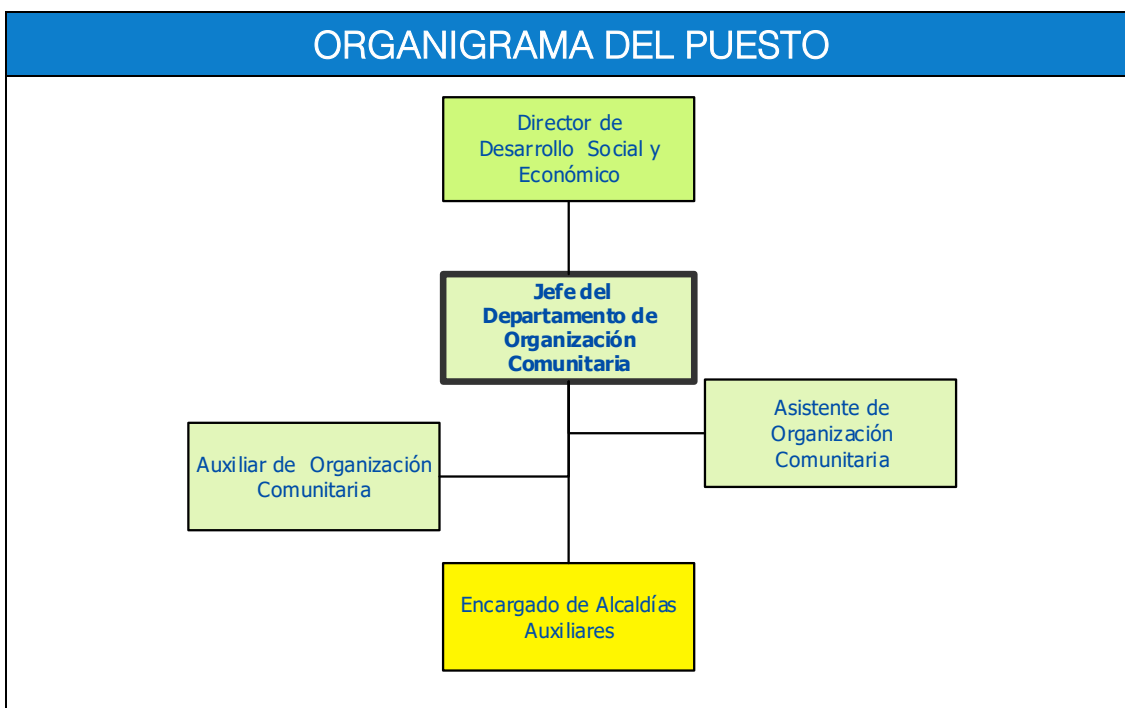 ORGANIGRAMA DEL PUESTO
Director de
Desarrollo Social y
Económico
Jefe del
Departamento de
Organización
Comunitaria
Asistente de
Organización
Comunitaria
Auxiliar de Organización
Comunitaria
Encargado de Alcaldías
Auxiliares